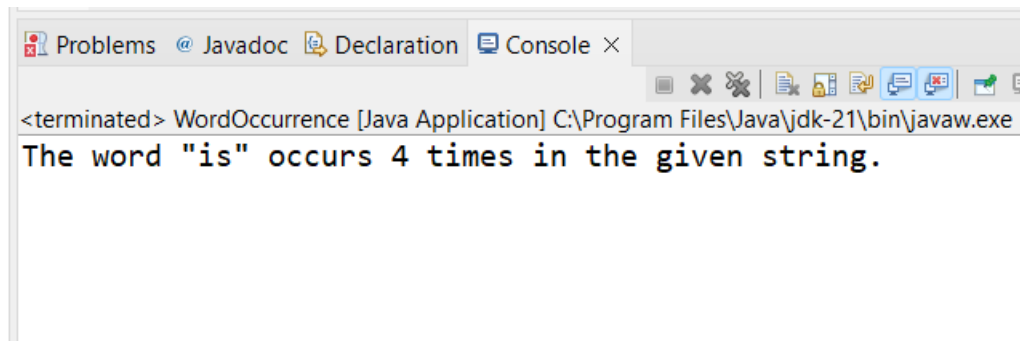 Problems @ Javadoc Declaration Console
<terminated> WordOccurrence [Java Application] C:\Program Files\Java\jdk-21\bin\javaw.exe
The word "is" occurs 4 times in the given string.